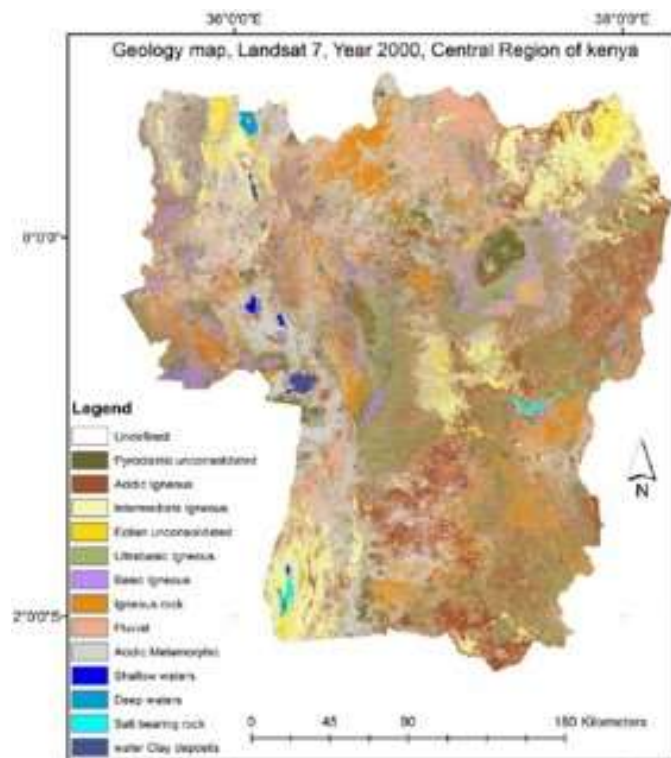 36°0'0"E 38°0'0"E
Geology map, Landsat 7, Year 2000, Central Region of kenya
0°0'0"
Legend
Undefined
Pyroclastic unconsolidated
Acidic igneous
Intermediate igneous
Eolian unconsolidated
Ultrabasic igneous
Basic igneous
Igneous rock
Fluvial
Acidic Metamorphic
Shallow waters
Deep waters
Salt bearing rock
water Clay deposits
N
2°0'0"S
0 45 90 180 Kilometers